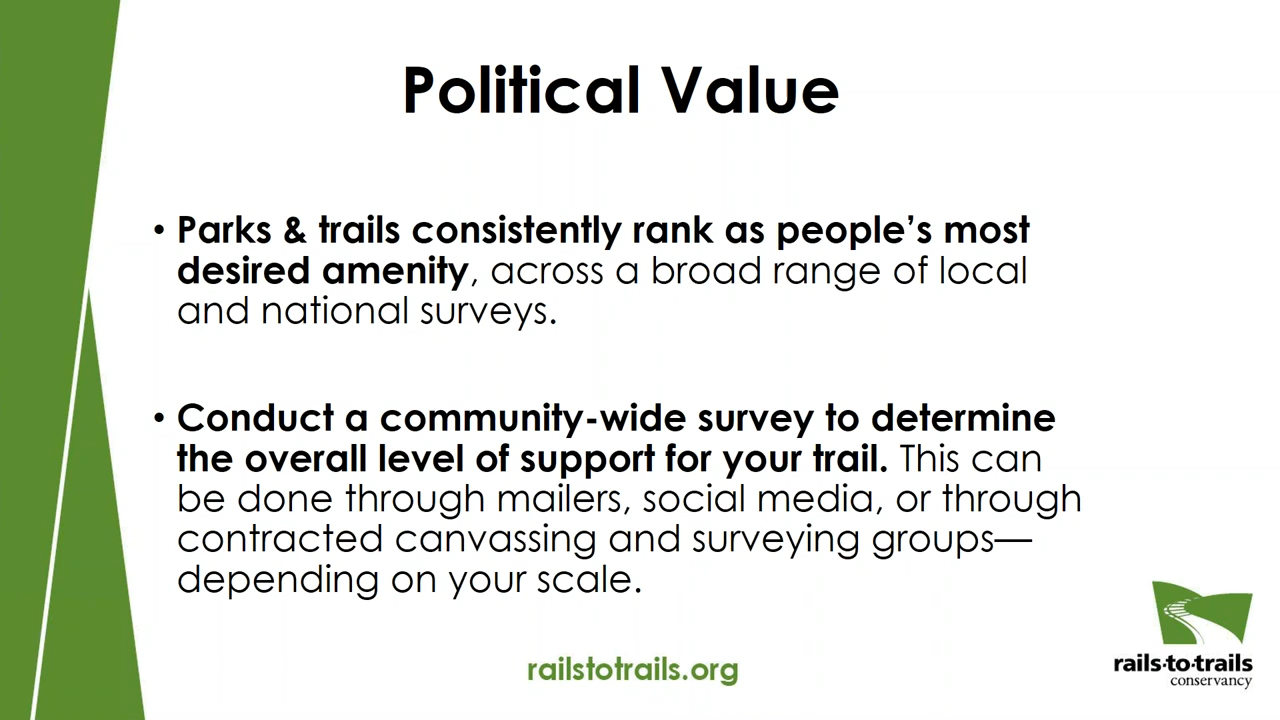 Political Value
• Parks & trails consistently rank as people’s most
desired amenity, across a broad range of local
and national surveys.
• Conduct a community-wide survey to determine
the overall level of support for your trail. This can
be done through mailers, social media, or through
contracted canvassing and surveying groups—
depending on your scale.
railstotrails.org
rails·to·trails
conservancy